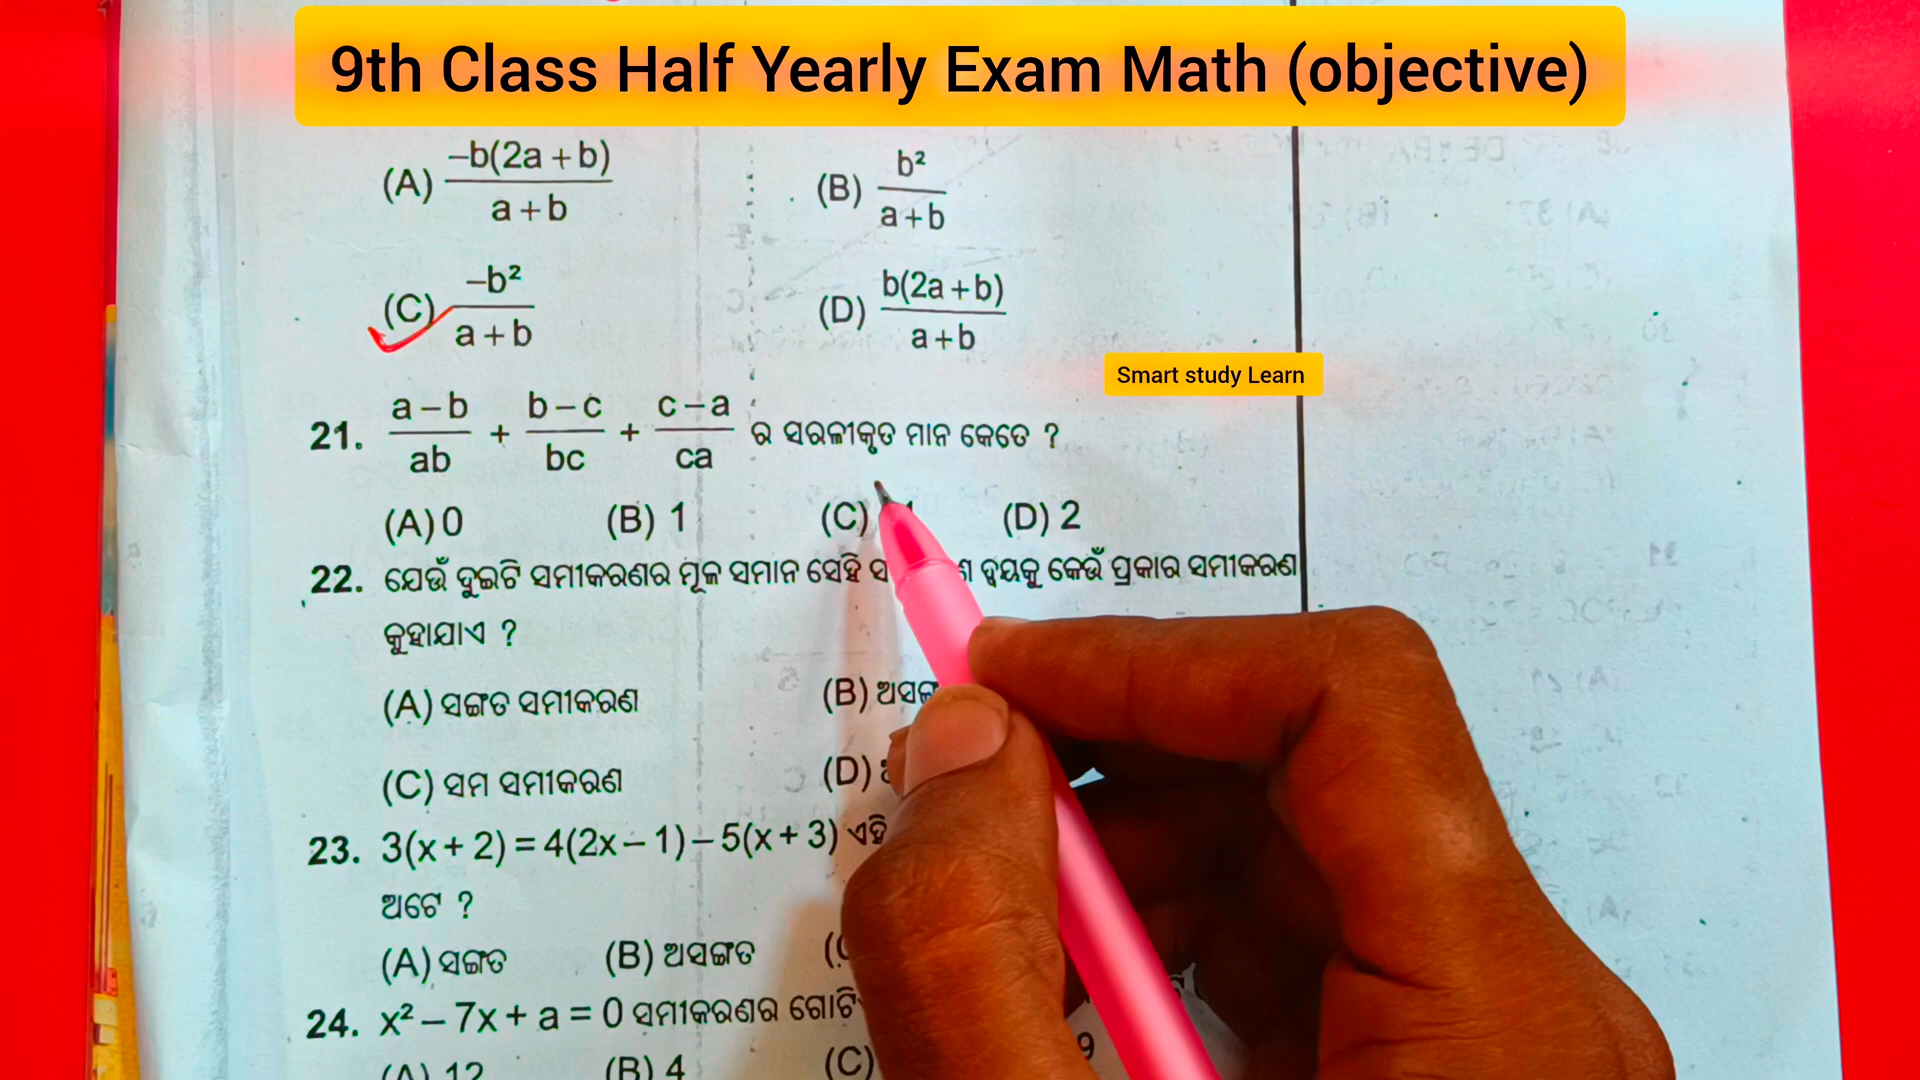 9th Class Half Yearly Exam Math (objective)
(A) –b(2a + b) / a + b (B) b² / a + b
(C) –b² / a + b (D) b(2a + b) / a + b
Smart study Learn
21. a – b / ab + b – c / bc + c – a / ca ର ସରଳୀକୃତ ମାନ କେତେ ?
(A) 0 (B) 1 (C) (D) 2
22. ଯେଉଁ ଦୁଇଟି ସମୀକରଣର ମୂଳ ସମାନ ସେହି ଦ୍ୱୟକୁ କେଉଁ ପ୍ରକାର ସମୀକରଣ
କୁହାଯାଏ ?
(A) ସଙ୍ଗତ ସମୀକରଣ (B)
(C) ସମ ସମୀକରଣ (D)
23. 3(x + 2) = 4(2x – 1) – 5(x + 3) ଏହି
ଅଟେ ?
(A) ସଙ୍ଗତ (B) ଅସଙ୍ଗତ
24. x² – 7x + a = 0 ସମୀକରଣର
(A) 12 (B) 4 (C) 9